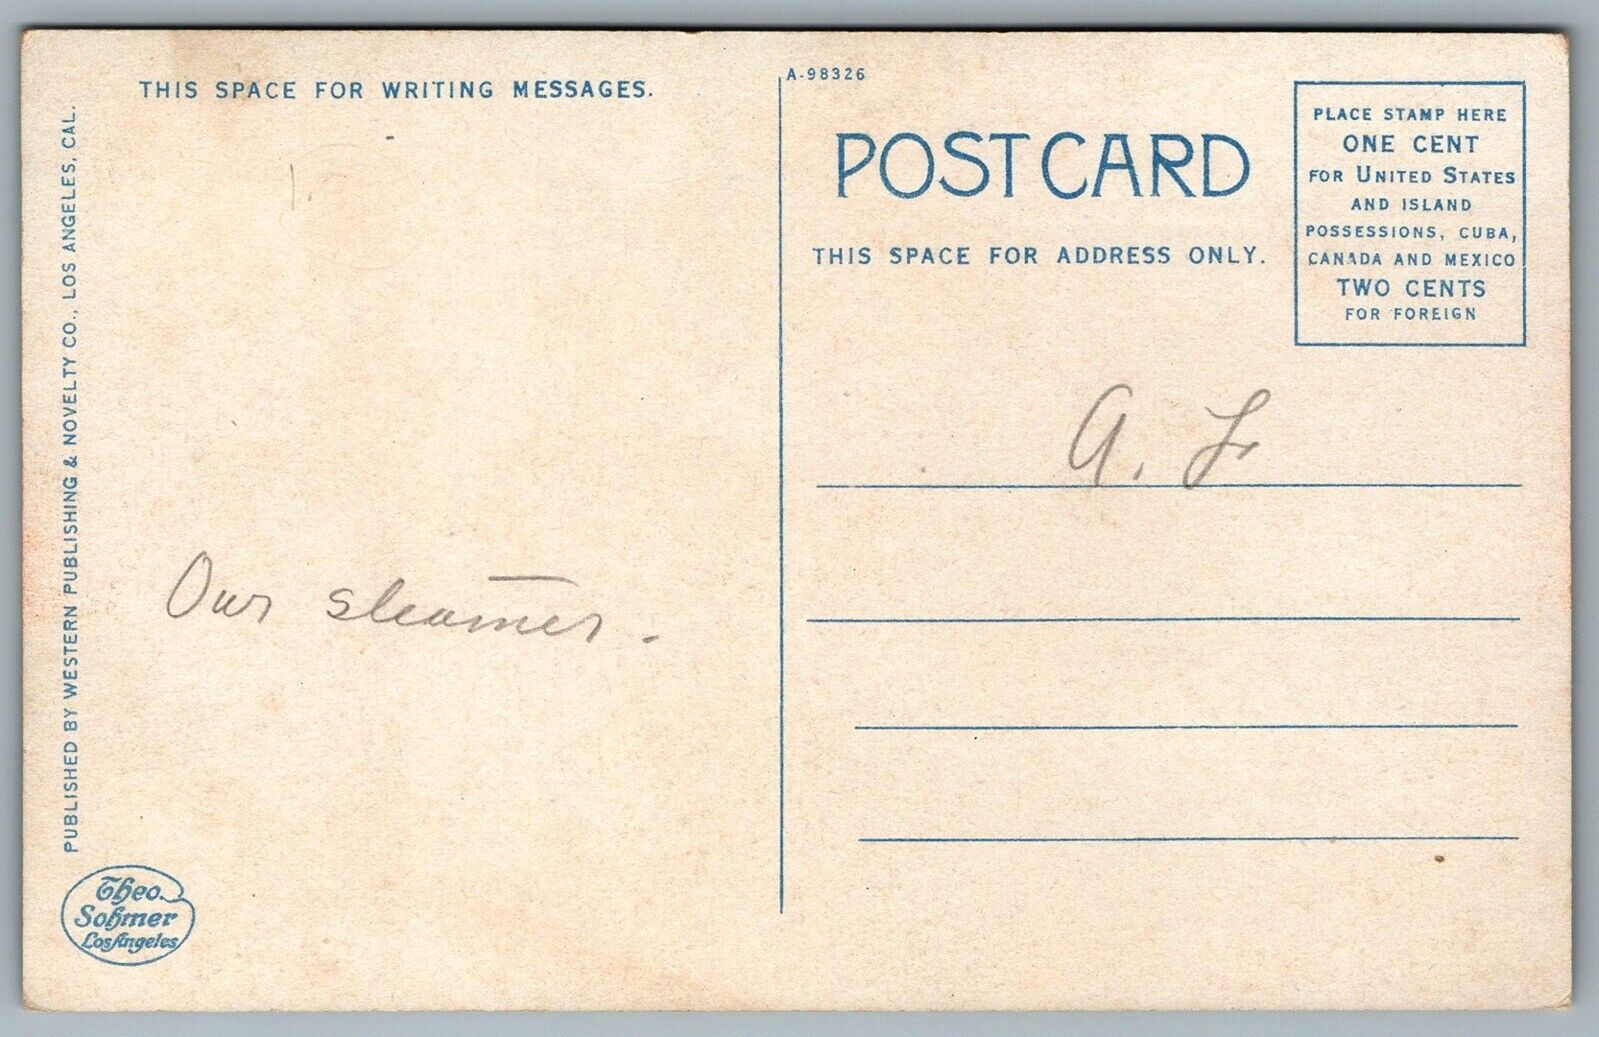 THIS SPACE FOR WRITING MESSAGES.
Our steamer.
PUBLISHED BY WESTERN PUBLISHING & NOVELTY CO., LOS ANGELES, CAL.
Theo.
Sohmer
Los Angeles
A-98326
POST CARD
THIS SPACE FOR ADDRESS ONLY.
PLACE STAMP HERE
ONE CENT
FOR UNITED STATES
AND ISLAND
POSSESSIONS, CUBA,
CANADA AND MEXICO
TWO CENTS
FOR FOREIGN
A.